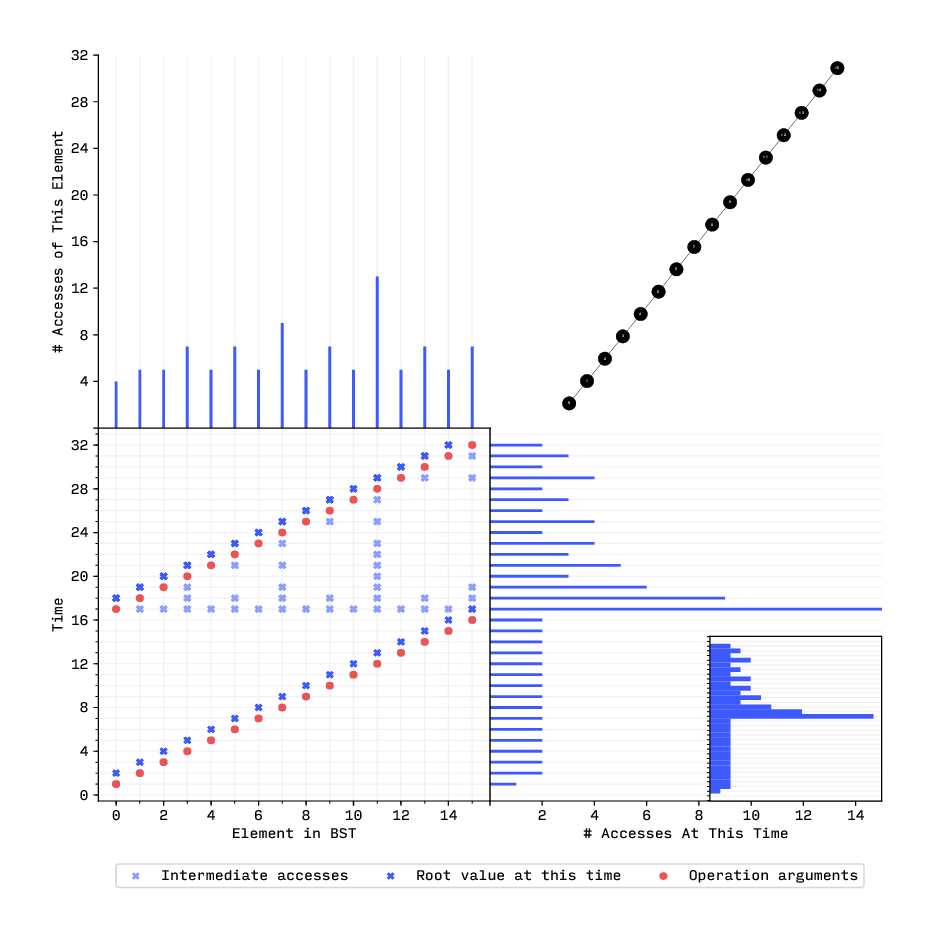 32
28
24
20
16
12
8
4
# Accesses of This Element
32
28
24
20
16
12
8
4
0
Time
0 2 4 6 8 10 12 14
Element in BST
2 4 6 8 10 12 14
# Accesses At This Time
Intermediate accesses Root value at this time Operation arguments